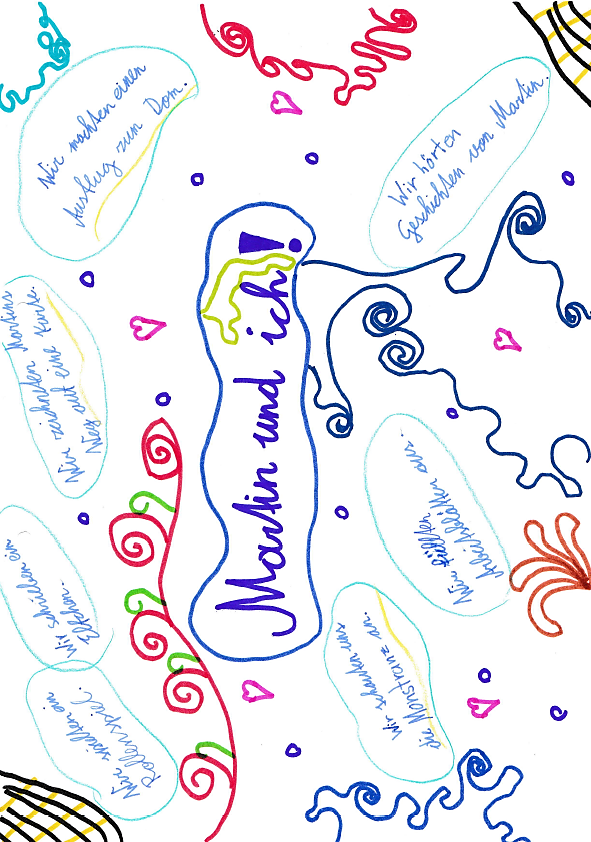 Wir spielten ein
Rollenspiel.
Wir schrieben ein
Elfchen.
Wir zeichneten Martins
Weg auf eine Karte.
Wir machten einen
Ausflug zum Dom.
Martin und ich!
Wir schauten uns
die Monstranz an.
Wir füllten
Arbeitsblätter aus.
Wir hörten
Geschichten von Martin.